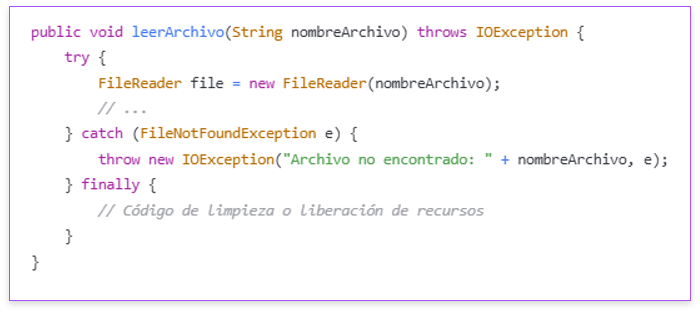 public void leerArchivo(String nombreArchivo) throws IOException {
    try {
        FileReader file = new FileReader(nombreArchivo);
        // ...
    } catch (FileNotFoundException e) {
        throw new IOException("Archivo no encontrado: " + nombreArchivo, e);
    } finally {
        // Código de limpieza o liberación de recursos
    }
}